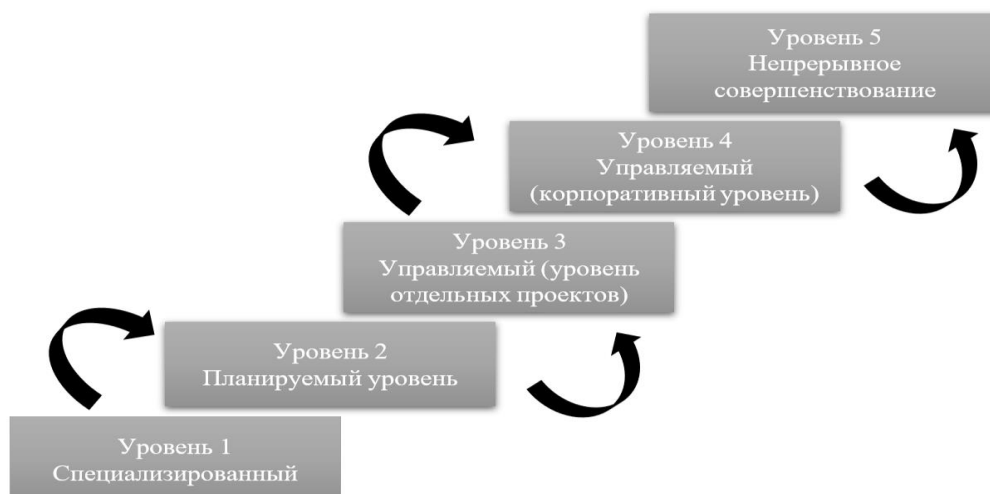 Уровень 5
Непрерывное
совершенствование
Уровень 4
Управляемый
(корпоративный уровень)
Уровень 3
Управляемый (уровень
отдельных проектов)
Уровень 2
Планируемый уровень
Уровень 1
Специализированный